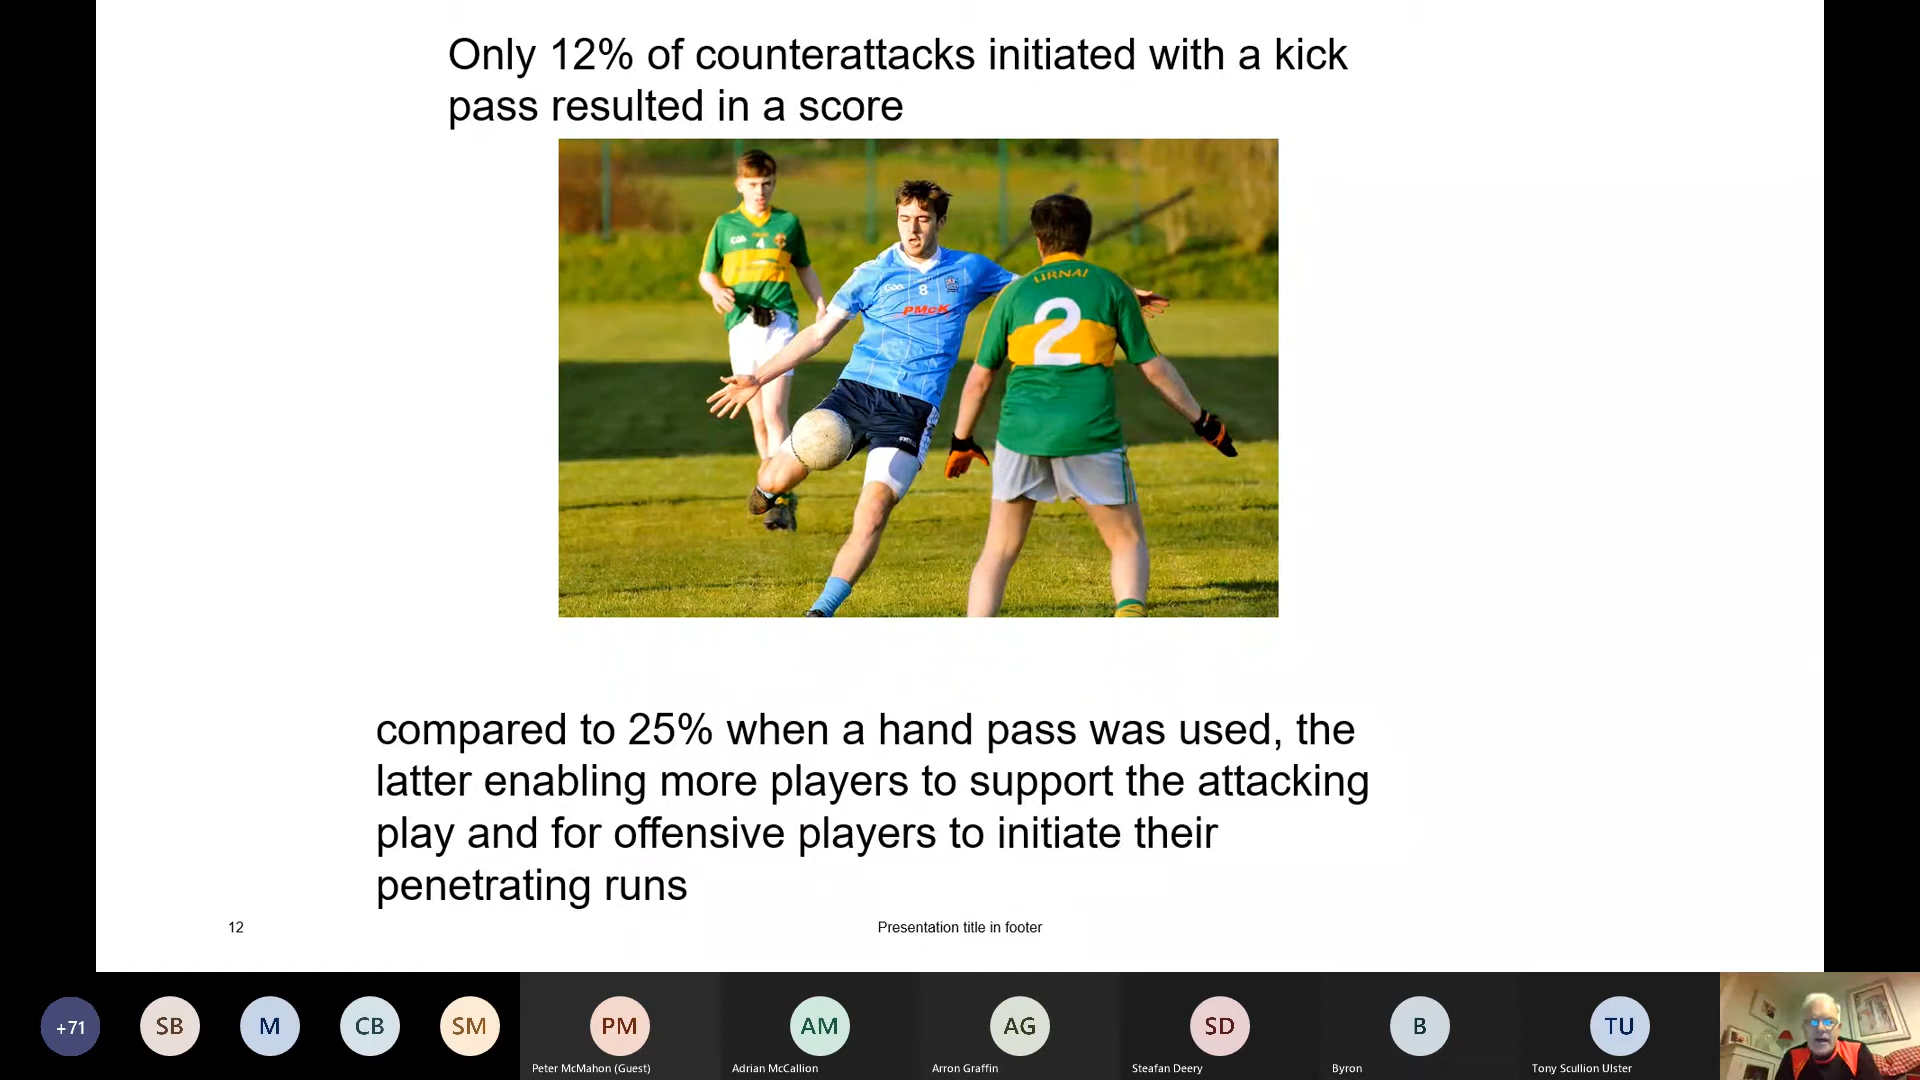 Only 12% of counterattacks initiated with a kick
pass resulted in a score
4
8
PMcK
URNAI
2
compared to 25% when a hand pass was used, the
latter enabling more players to support the attacking
play and for offensive players to initiate their
penetrating runs
12
Presentation title in footer
+71
SB
M
CB
SM
PM
AM
AG
SD
B
TU
Peter McMahon (Guest)
Adrian McCallion
Arron Graffin
Steafan Deery
Byron
Tony Scullion Ulster